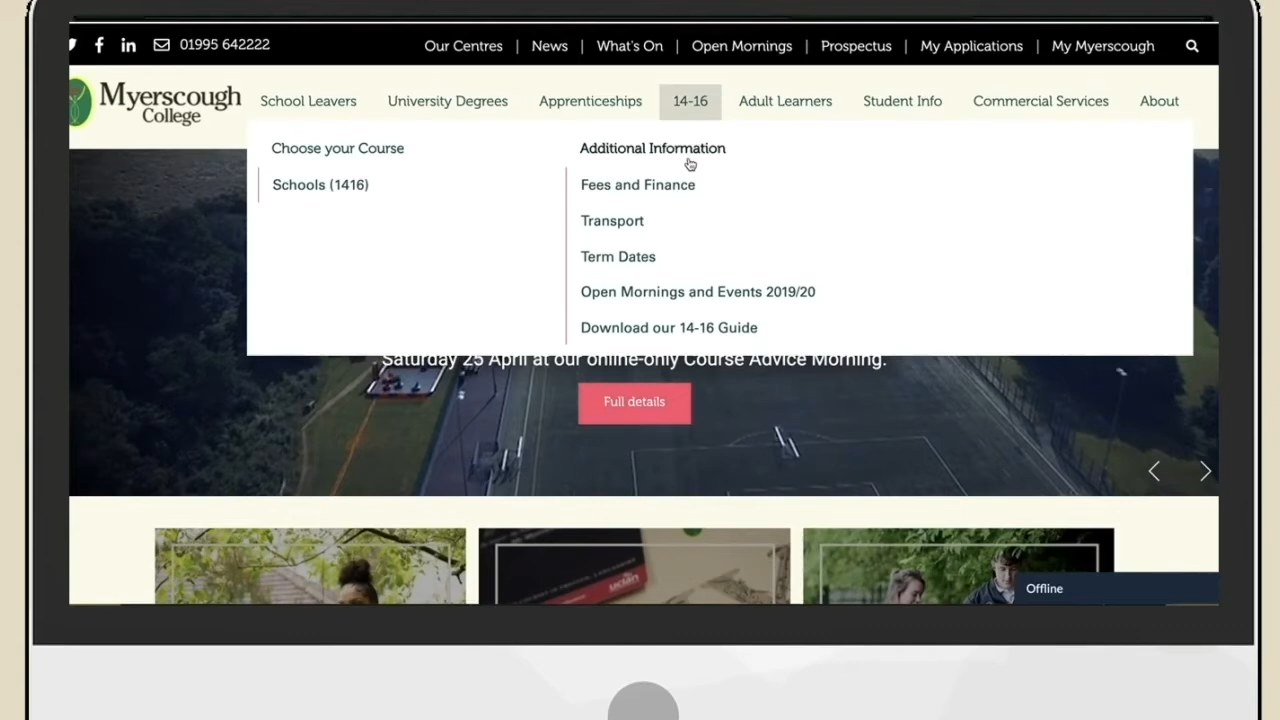 01995 642222
Our Centres | News | What's On | Open Mornings | Prospectus | My Applications | My Myerscough
Myerscough
College
School Leavers University Degrees Apprenticeships 14-16 Adult Learners Student Info Commercial Services About
Choose your Course
Schools (1416)
Additional Information
Fees and Finance
Transport
Term Dates
Open Mornings and Events 2019/20
Download our 14-16 Guide
Saturday 25 April at our online-only Course Advice Morning.
Full details
uclan
Offline